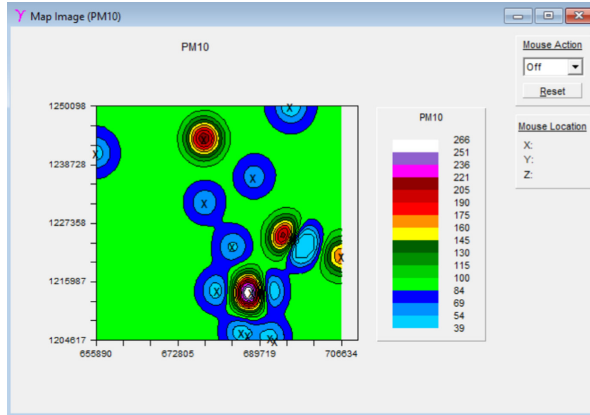 Map Image (PM10)
PM10
Mouse Action
Off
Reset
Mouse Location
X:
Y:
Z:
1250098
1238728
1227358
1215987
1204617
655890 672805 689719 706634
PM10
266
251
236
221
205
190
175
160
145
130
115
100
84
69
54
39